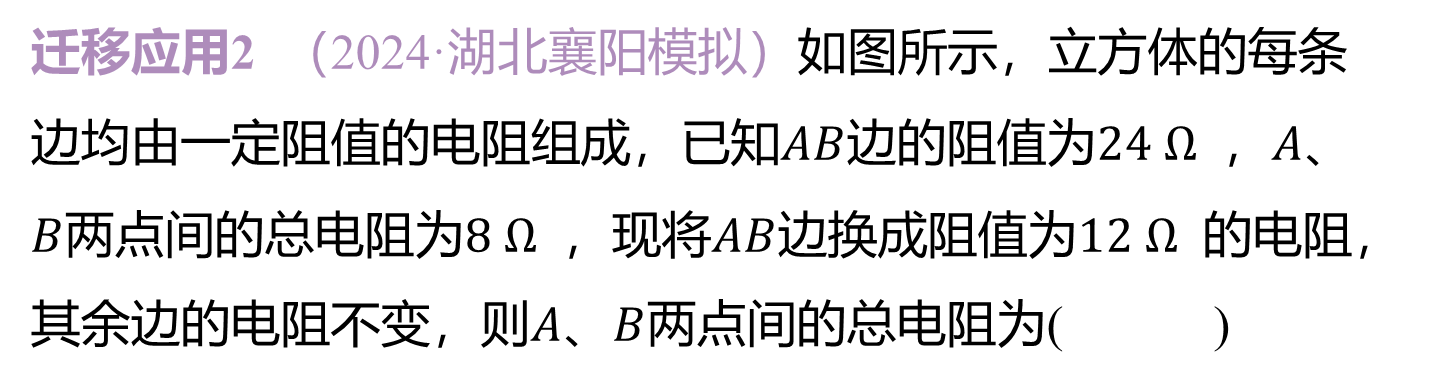 迁移应用2 （2024·湖北襄阳模拟）如图所示，立方体的每条
边均由一定阻值的电阻组成，已知AB边的阻值为24 Ω ，A、
B两点间的总电阻为8 Ω ，现将AB边换成阻值为12 Ω 的电阻，
其余边的电阻不变，则A、B两点间的总电阻为( )